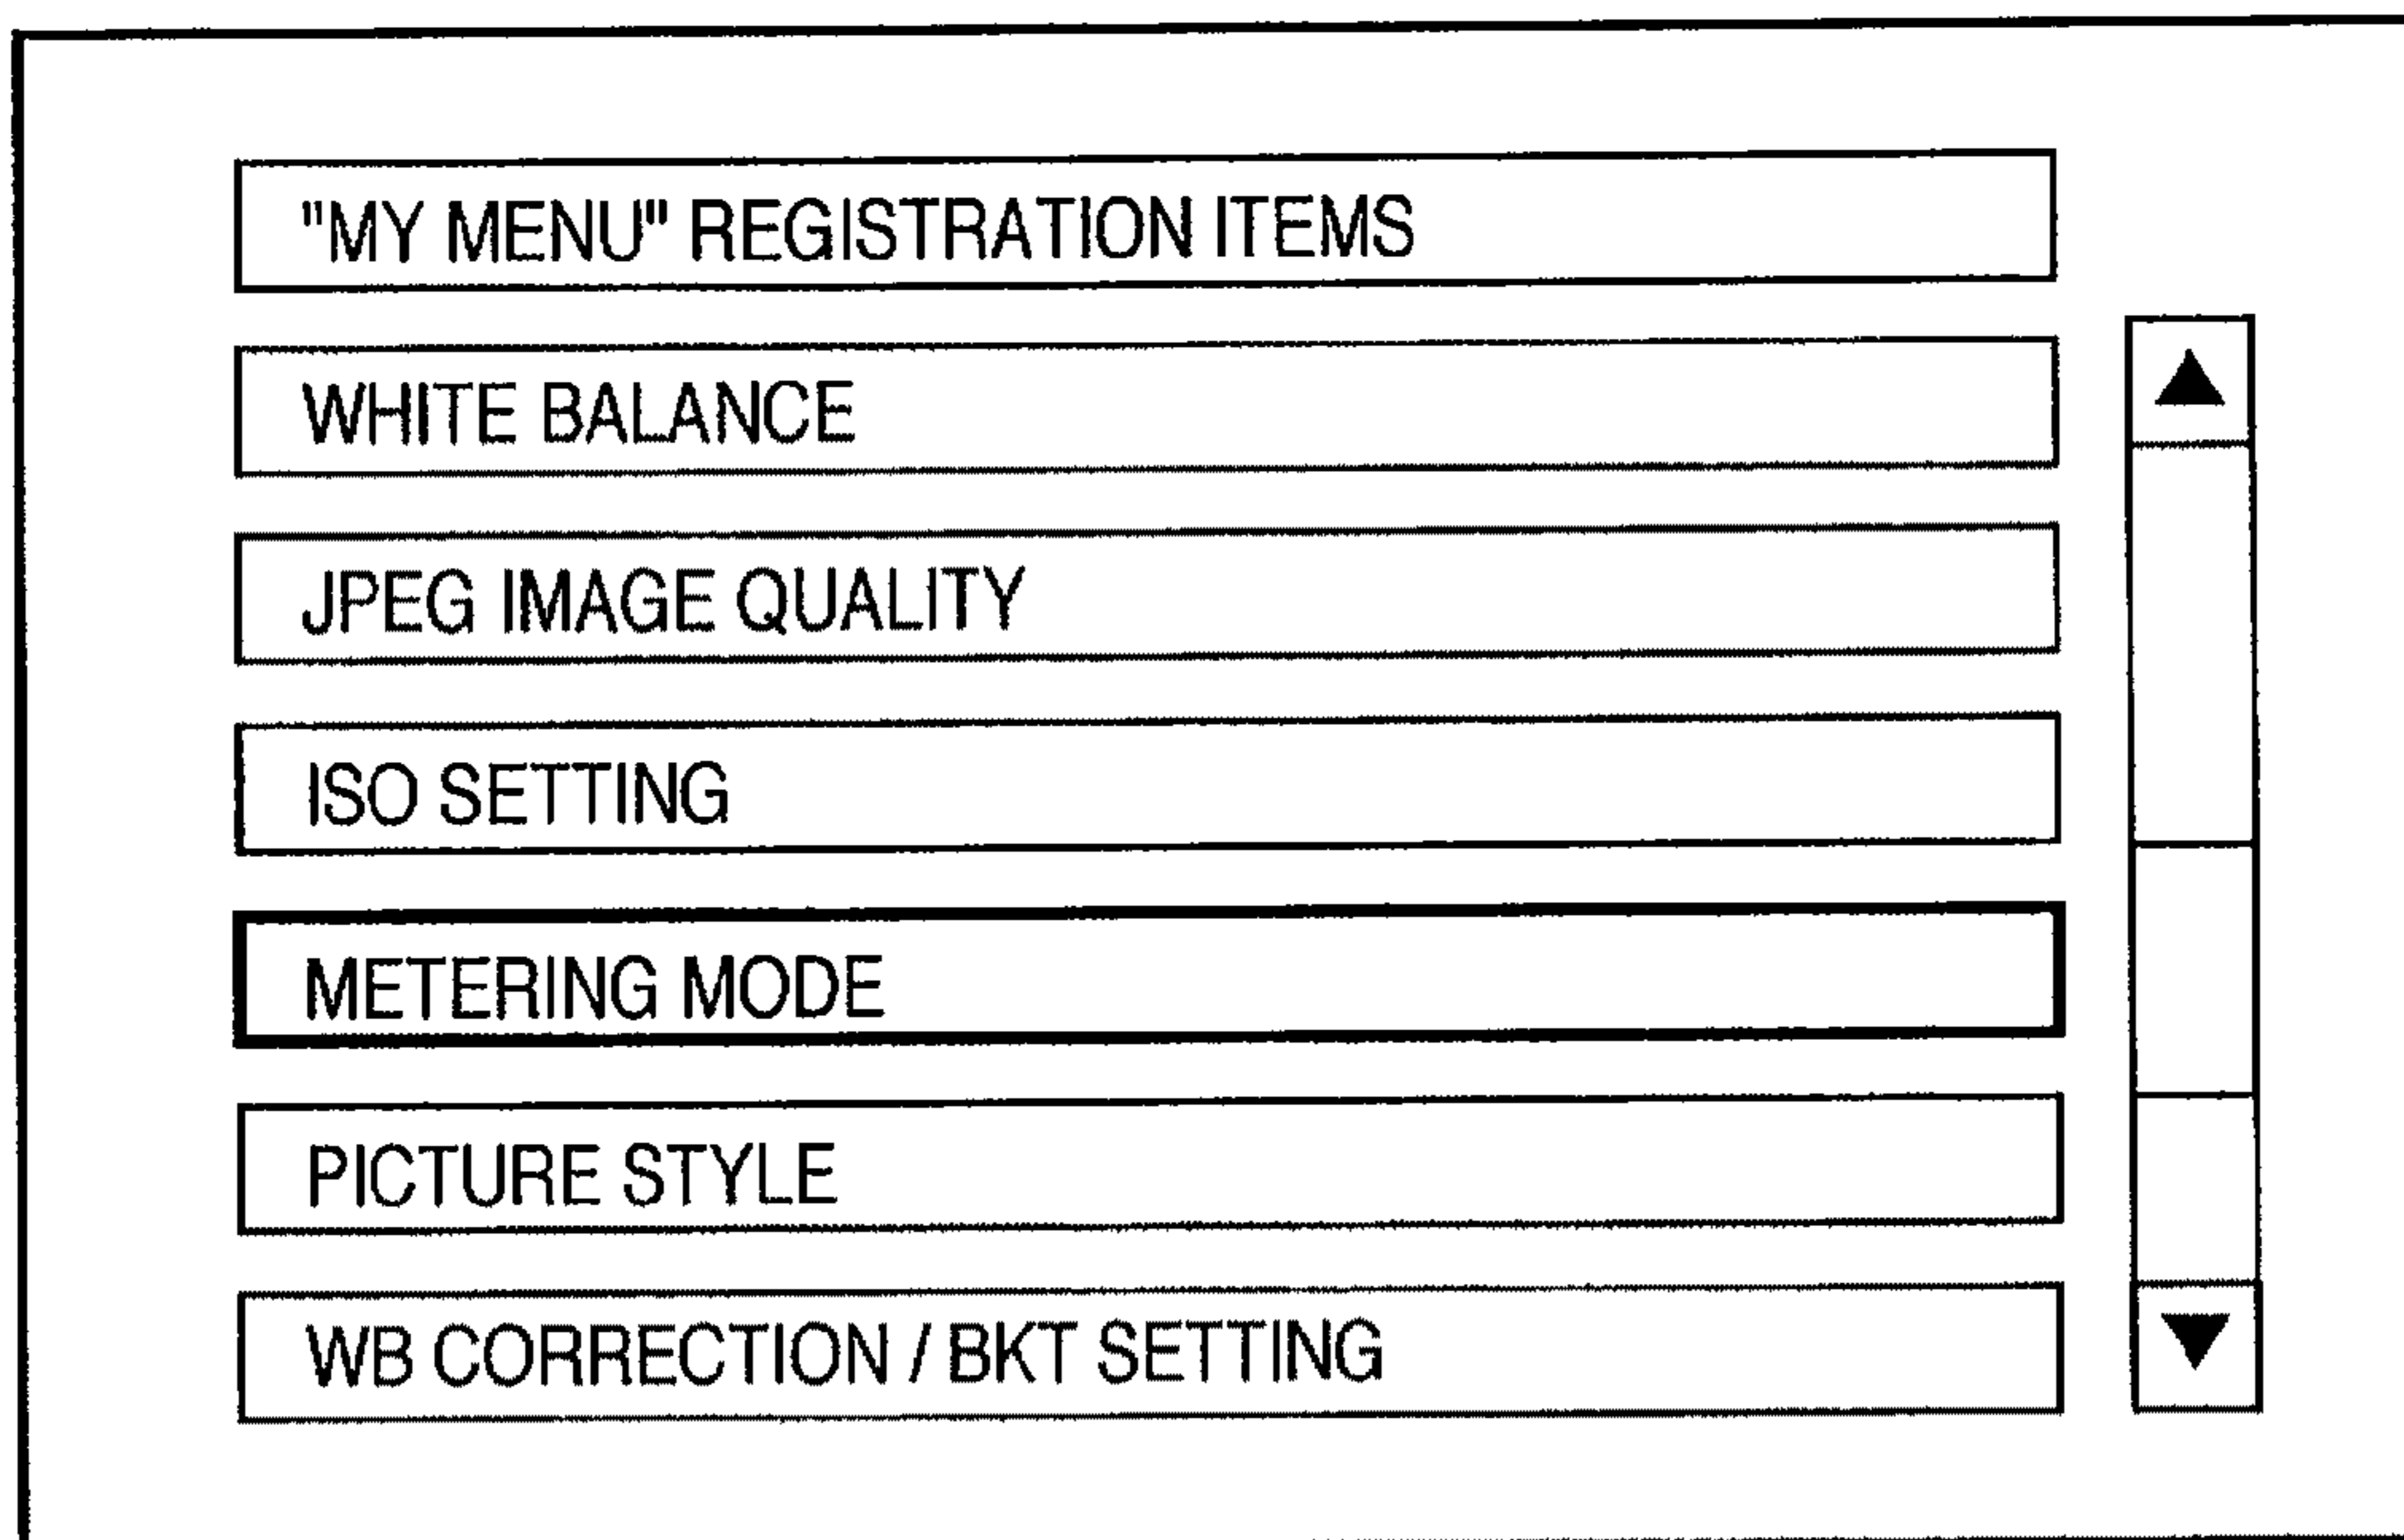 "MY MENU" REGISTRATION ITEMS
WHITE BALANCE
JPEG IMAGE QUALITY
ISO SETTING
METERING MODE
PICTURE STYLE
WB CORRECTION / BKT SETTING